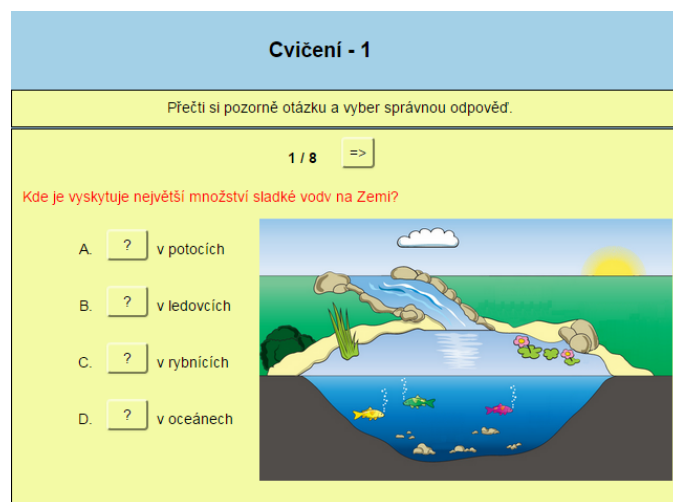 Cvičení - 1
Přečti si pozorně otázku a vyber správnou odpověď.
1 / 8 =>
Kde je vyskytuje největší množství sladké vody na Zemi?
A. ? v potocích
B. ? v ledovcích
C. ? v rybnících
D. ? v oceánech